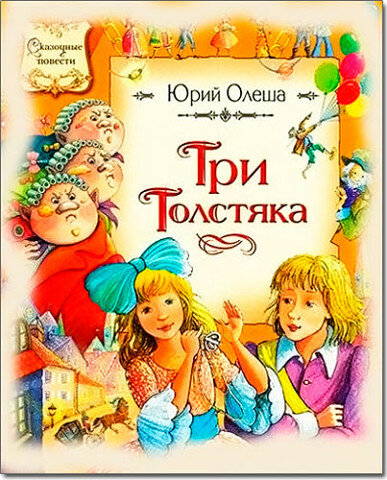 Сказочные
повести
Юрий Олеша
Три
Толстяка